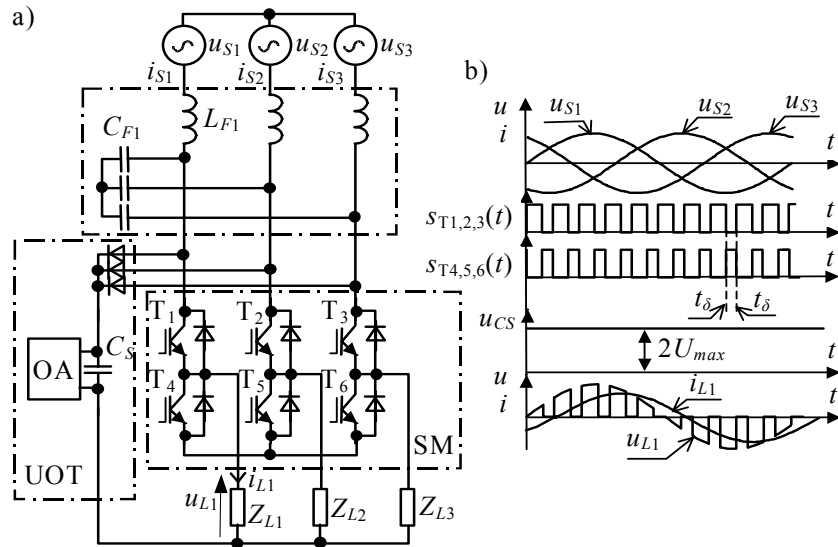 a)
u_S1 u_S2 u_S3
i_S1 i_S2 i_S3
C_F1 L_F1
T_1 T_2 T_3
OA C_S T_4 T_5 T_6
UOT SM
i_L1
u_L1 Z_L1 Z_L2 Z_L3
b)
u i u_S1 u_S2 u_S3 t
s_T1,2,3(t) t
s_T4,5,6(t) t
t_δ t_δ
u_CS
2U_max t
u i i_L1 t
u_L1